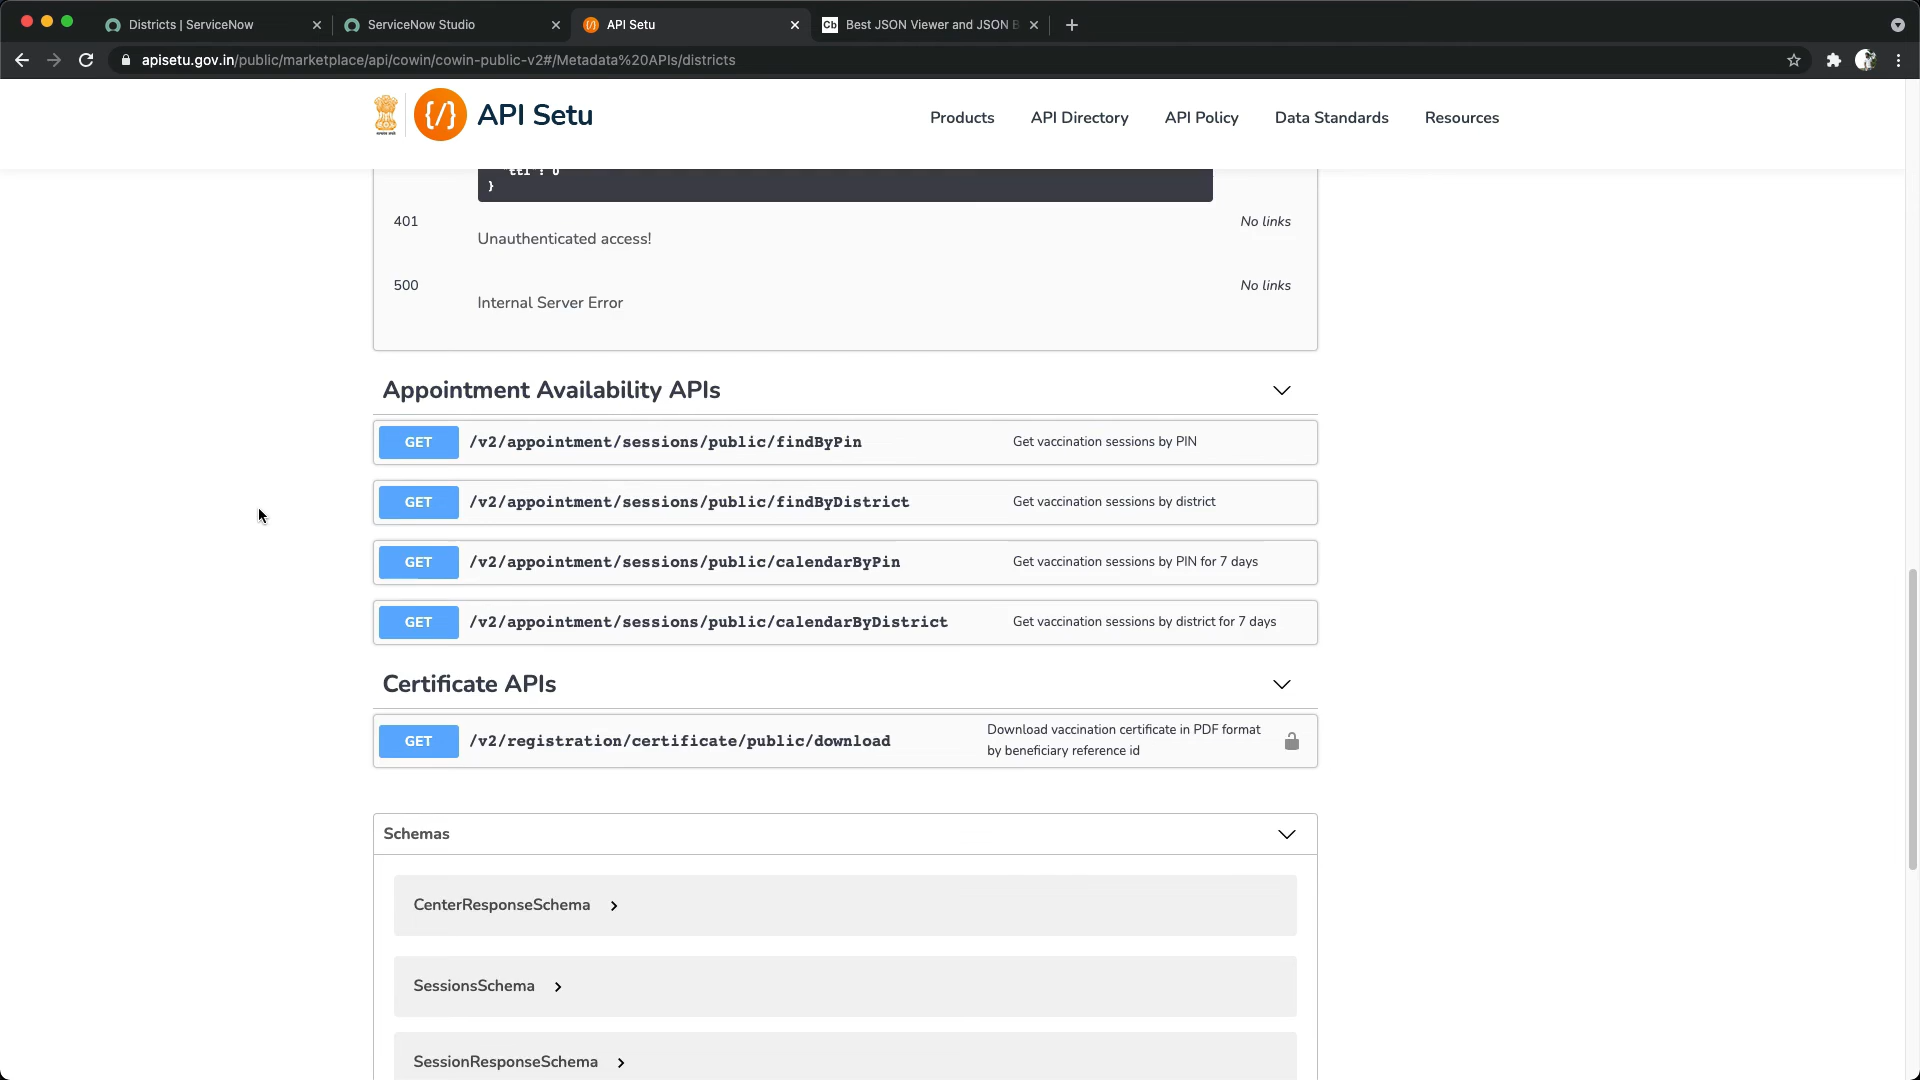 Districts | ServiceNow
ServiceNow Studio
API Setu
Cb Best JSON Viewer and JSON B
apisetu.gov.in/public/marketplace/api/cowin/cowin-public-v2#/Metadata%20APIs/districts
{/} API Setu
Products
API Directory
API Policy
Data Standards
Resources
"ttl": 0
}
401
No links
Unauthenticated access!
500
No links
Internal Server Error
Appointment Availability APIs
GET /v2/appointment/sessions/public/findByPin Get vaccination sessions by PIN
GET /v2/appointment/sessions/public/findByDistrict Get vaccination sessions by district
GET /v2/appointment/sessions/public/calendarByPin Get vaccination sessions by PIN for 7 days
GET /v2/appointment/sessions/public/calendarByDistrict Get vaccination sessions by district for 7 days
Certificate APIs
GET /v2/registration/certificate/public/download
Download vaccination certificate in PDF format
by beneficiary reference id
Schemas
CenterResponseSchema
SessionsSchema
SessionResponseSchema